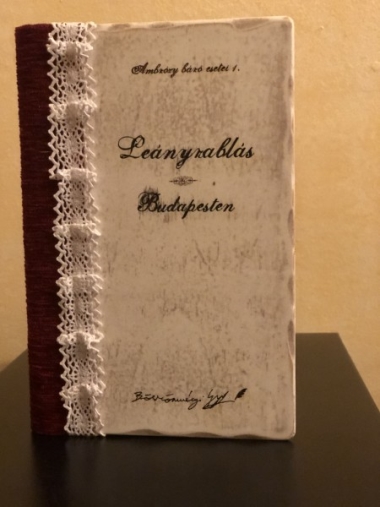 Ambrózy báró esetei 1.
Leányrablás
Budapesten